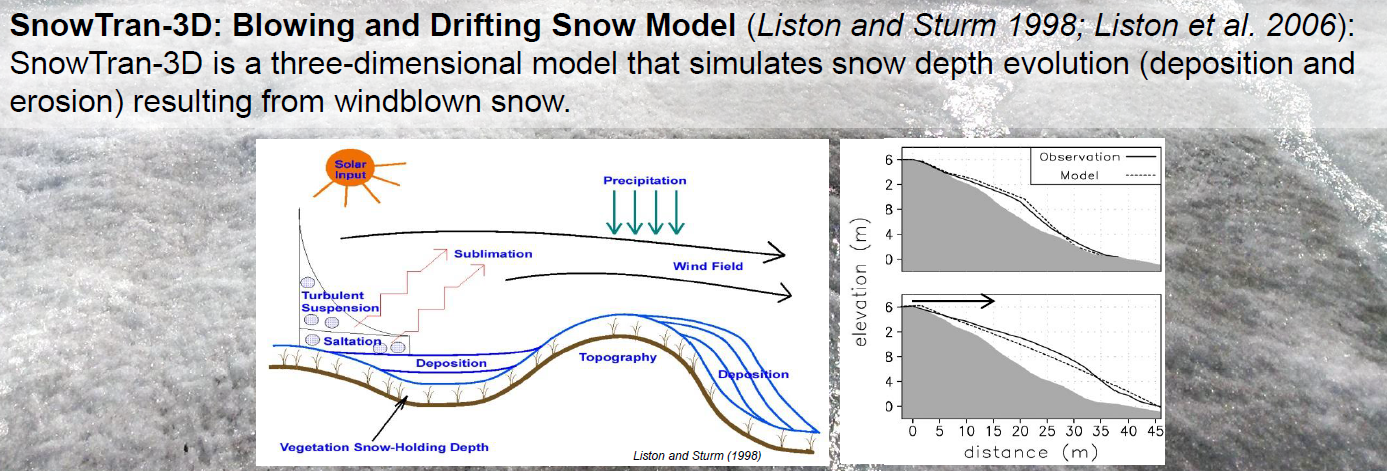 SnowTran-3D: Blowing and Drifting Snow Model (Liston and Sturm 1998; Liston et al. 2006):
SnowTran-3D is a three-dimensional model that simulates snow depth evolution (deposition and
erosion) resulting from windblown snow.
Solar
Input
Precipitation
Sublimation
Wind Field
Turbulent
Suspension
Saltation
Deposition
Topography
Deposition
Vegetation Snow-Holding Depth
Liston and Sturm (1998)
Observation
Model
6
2
8
4
0
elevation (m)
6
2
8
4
0
0 5 10 15 20 25 30 35 40 45
distance (m)